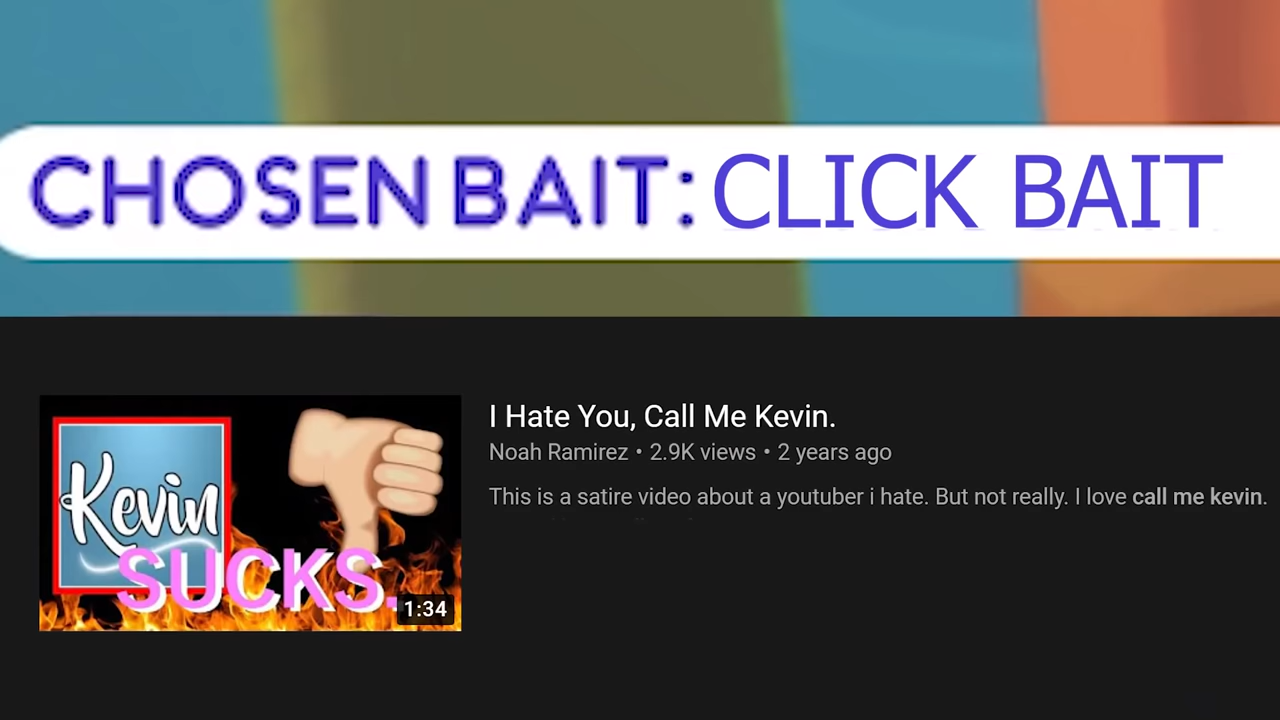 CHOSEN BAIT: CLICK BAIT
Kevin
SUCKS.
1:34
I Hate You, Call Me Kevin.
Noah Ramirez • 2.9K views • 2 years ago
This is a satire video about a youtuber i hate. But not really. I love call me kevin.